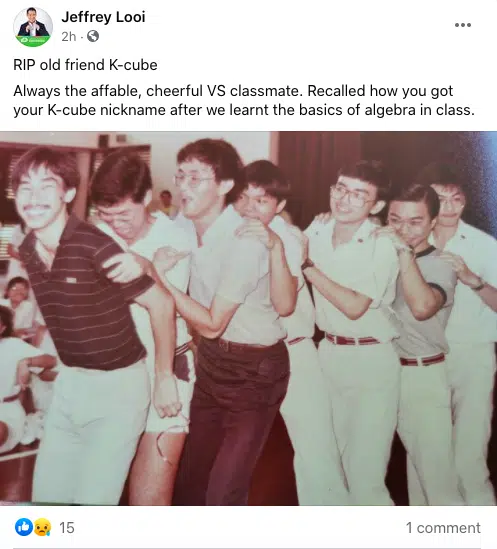 Jeffrey Looi
2h ·
RIP old friend K-cube
Always the affable, cheerful VS classmate. Recalled how you got
your K-cube nickname after we learnt the basics of algebra in class.
15
1 comment